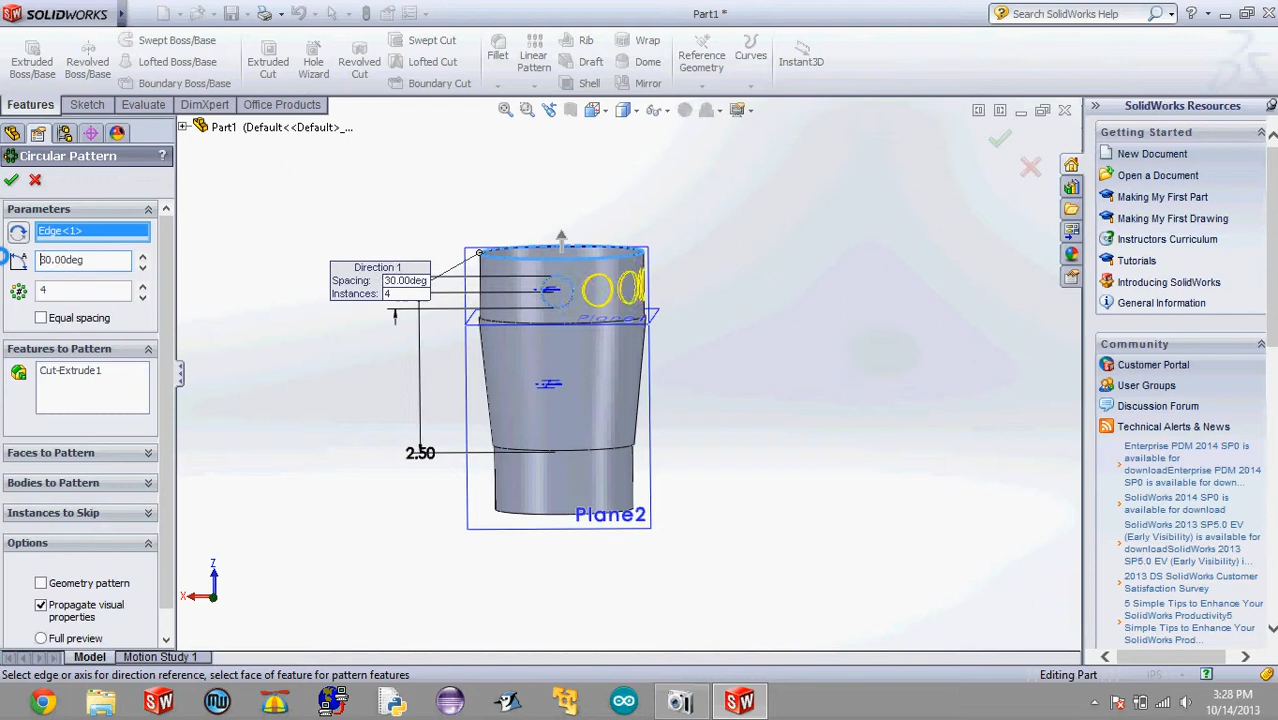 SW SOLIDWORKS
Part1 *
Search SolidWorks Help
Extruded Boss/Base
Revolved Boss/Base
Swept Boss/Base
Lofted Boss/Base
Boundary Boss/Base
Extruded Cut
Hole Wizard
Revolved Cut
Swept Cut
Lofted Cut
Boundary Cut
Fillet
Linear Pattern
Rib
Draft
Shell
Wrap
Dome
Mirror
Reference Geometry
Curves
Instant3D
Features
Sketch
Evaluate
DimXpert
Office Products
Part1 (Default<<Default>_...
Circular Pattern
?
Parameters
Edge<1>
30.00deg
4
Equal spacing
Features to Pattern
Cut-Extrude1
Faces to Pattern
Bodies to Pattern
Instances to Skip
Options
Geometry pattern
Propagate visual
properties
Full preview
Direction 1
Spacing: 30.00deg
Instances: 4
2.50
Plane2
Z
X
SolidWorks Resources
Getting Started
New Document
Open a Document
Making My First Part
Making My First Drawing
Instructors Curriculum
Tutorials
Introducing SolidWorks
General Information
Community
Customer Portal
User Groups
Discussion Forum
Technical Alerts & News
Enterprise PDM 2014 SP0 is
available for
downloadEnterprise PDM 2014
SP0 is available for down...
SolidWorks 2014 SP0 is
available for download
SolidWorks 2013 SP5.0 EV
(Early Visibility) is available for
downloadSolidWorks 2013
SP5.0 EV (Early Visibility) i...
2013 DS SolidWorks Customer
Satisfaction Survey
5 Simple Tips to Enhance Your
SolidWorks Productivity5
Simple Tips to Enhance Your
SolidWorks Prod...
Model
Motion Study 1
Select edge or axis for direction reference, select face of feature for pattern features
Editing Part
IPS
3:28 PM
10/14/2013